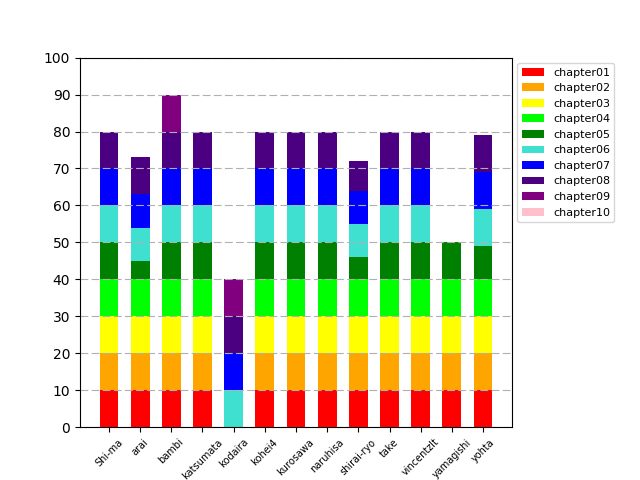 100
90
80
70
60
50
40
30
20
10
0
Shi-ma
arai
bambi
katsumata
kodaira
kohei4
kurosawa
naruhisa
shirai-ryo
take
vincentzlt
yamagishi
yohta
chapter01
chapter02
chapter03
chapter04
chapter05
chapter06
chapter07
chapter08
chapter09
chapter10